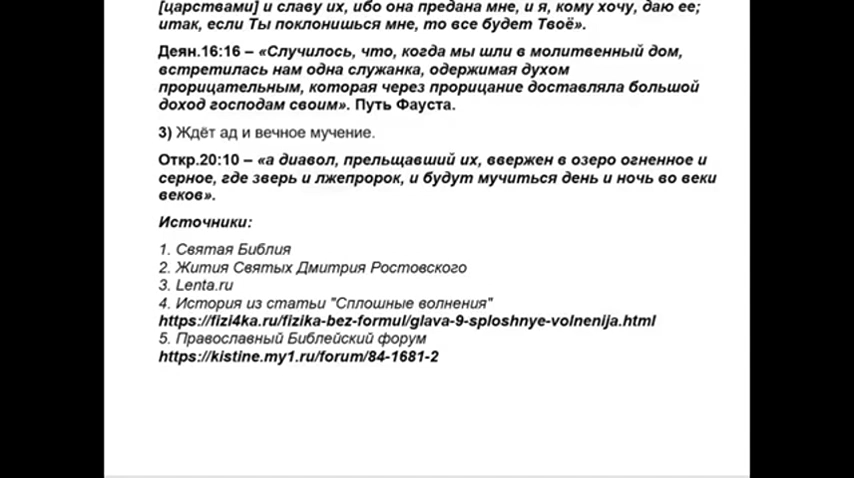 [царствами] и славу их, ибо она предана мне, и я, кому хочу, даю ее;
итак, если Ты поклонишься мне, то все будет Твоё».
Деян.16:16 – «Случилось, что, когда мы шли в молитвенный дом,
встретилась нам одна служанка, одержимая духом
прорицательным, которая через прорицание доставляла большой
доход господам своим». Путь Фауста.
3) Ждёт ад и вечное мучение.
Откр.20:10 – «а диавол, прельщавший их, ввержен в озеро огненное и
серное, где зверь и лжепророк, и будут мучиться день и ночь во веки
веков».
Источники:
1. Святая Библия
2. Жития Святых Дмитрия Ростовского
3. Lenta.ru
4. История из статьи "Сплошные волнения"
https://fizi4ka.ru/fizika-bez-formul/glava-9-sploshnye-volnenija.html
5. Православный Библейский форум
https://kistine.my1.ru/forum/84-1681-2